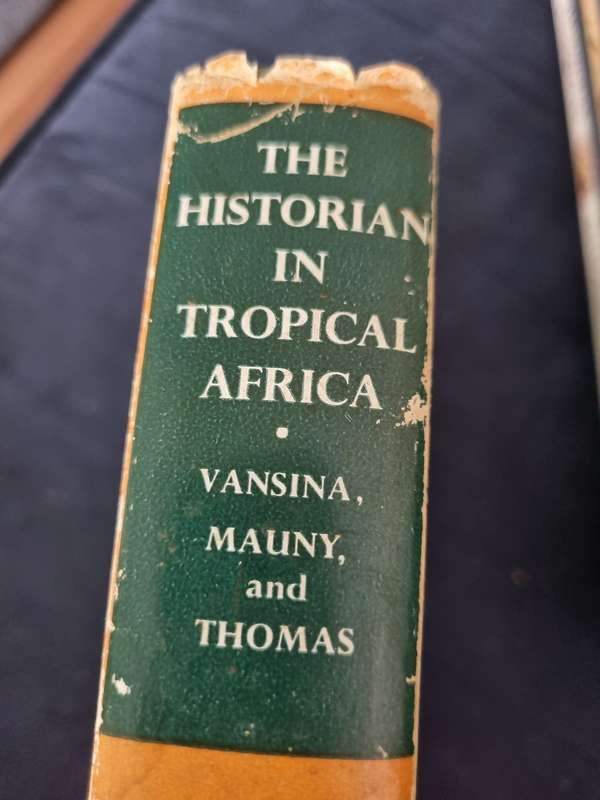 THE
HISTORIAN
IN
TROPICAL
AFRICA
•
VANSINA,
MAUNY,
and
THOMAS